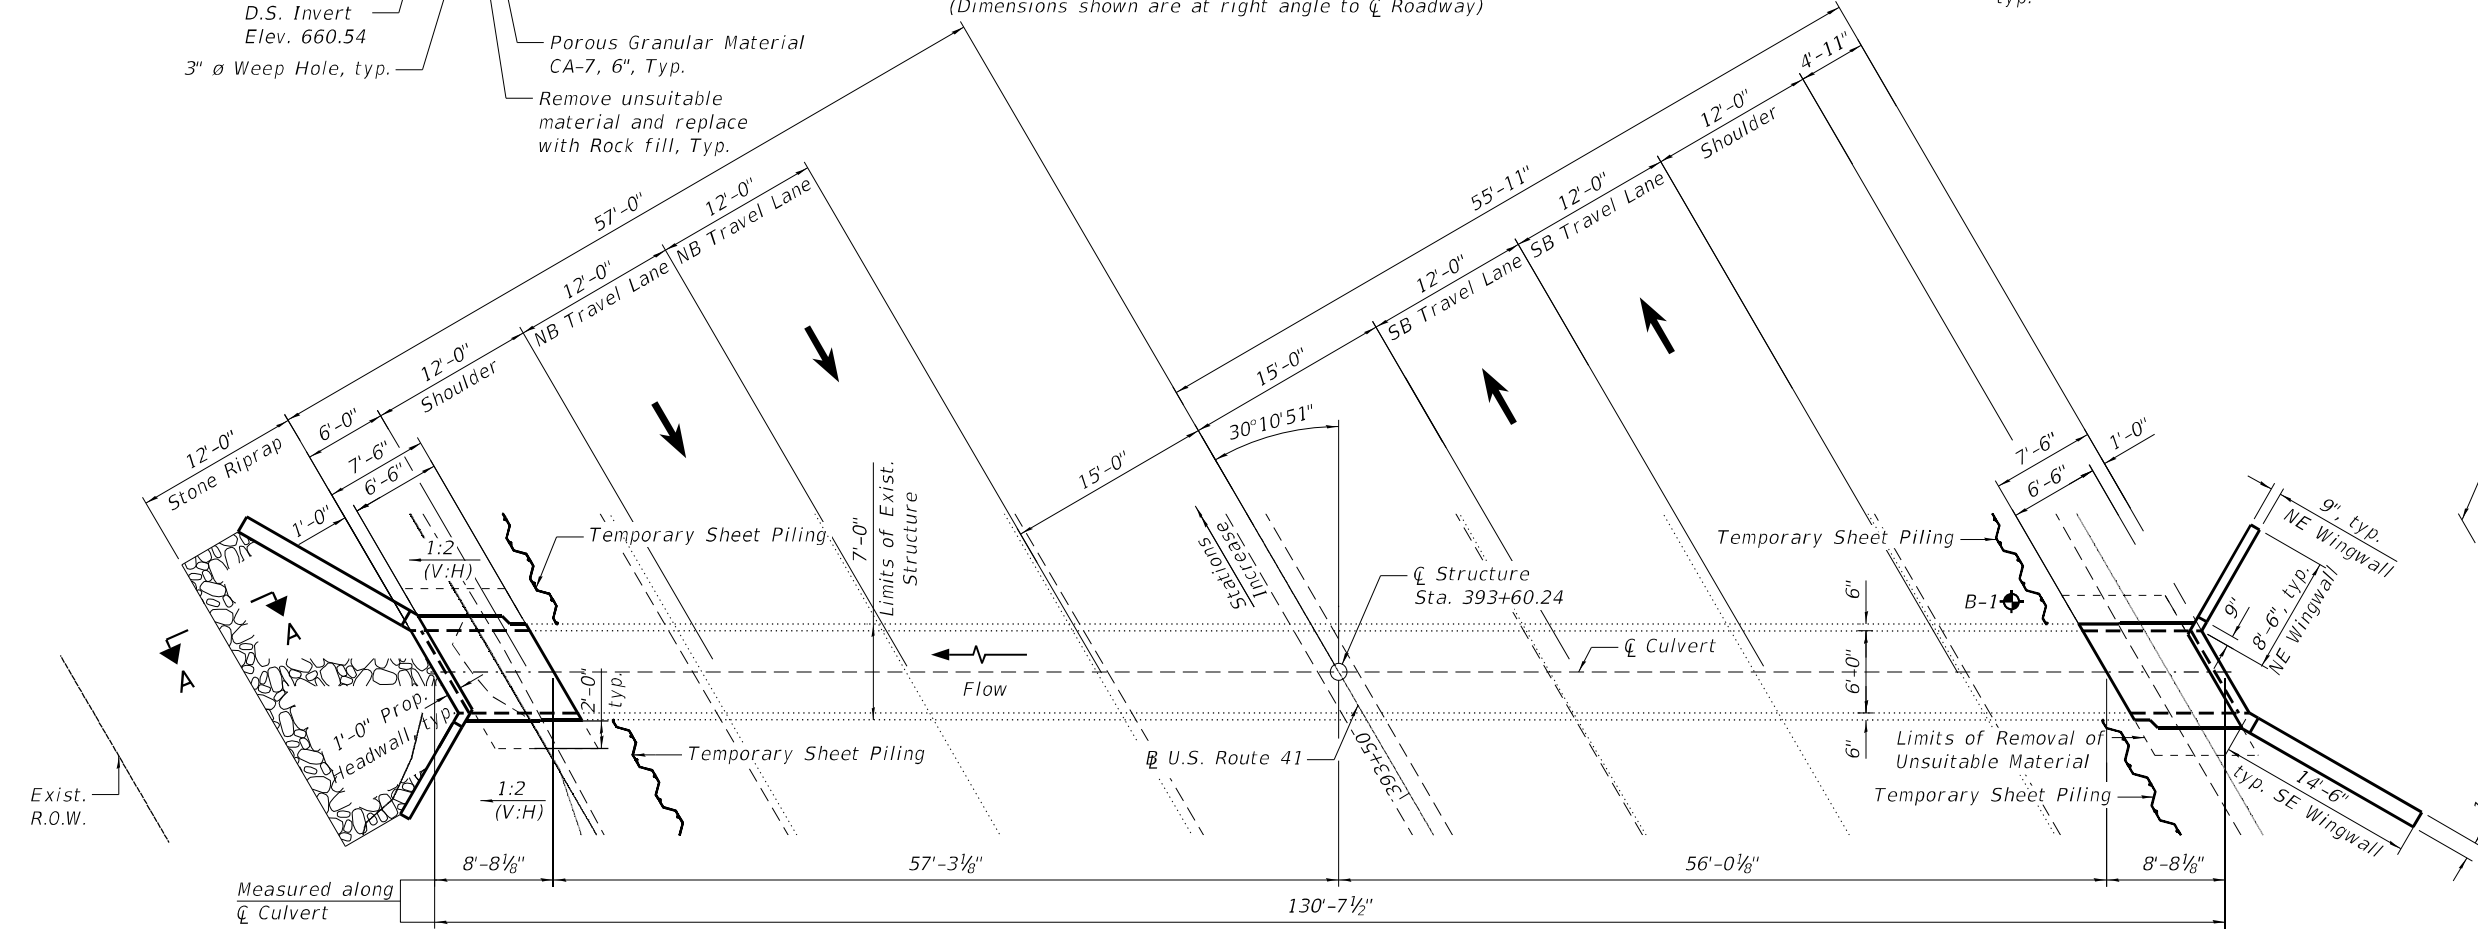 D.S. Invert
Elev. 660.54
3" ø Weep Hole, typ.
Porous Granular Material
CA-7, 6", Typ.
Remove unsuitable
material and replace
with Rock fill, Typ.
(Dimensions shown are at right angle to ℄ Roadway)
typ.
57'-0"
12'-0"
NB Travel Lane
12'-0"
NB Travel Lane
12'-0"
Shoulder
6'-0"
7'-6"
6'-6"
1'-0"
12'-0"
Stone Riprap
4'-11"
55'-11"
12'-0"
Shoulder
12'-0"
SB Travel Lane
12'-0"
SB Travel Lane
15'-0"
15'-0"
30°10'51"
7'-6"
1'-0"
6'-6"
9", typ.
NE Wingwall
8'-6", typ.
NE Wingwall
9"
1:2
(V:H)
Temporary Sheet Piling
7'-0"
Limits of Exist.
Structure
Stations
Increase
℄ Structure
Sta. 393+60.24
Temporary Sheet Piling
B-1
6"
6'-0"
6"
℄ Culvert
Flow
A
A
2'-0"
typ.
1'-0" Prop.
Headwall, typ.
Temporary Sheet Piling
1:2
(V:H)
Exist.
R.O.W.
℄ U.S. Route 41
393+50
Limits of Removal of
Unsuitable Material
Temporary Sheet Piling
14'-6"
typ. SE Wingwall
8'-8⅛"
57'-3⅛"
56'-0⅛"
8'-8⅛"
Measured along
℄ Culvert
130'-7½"